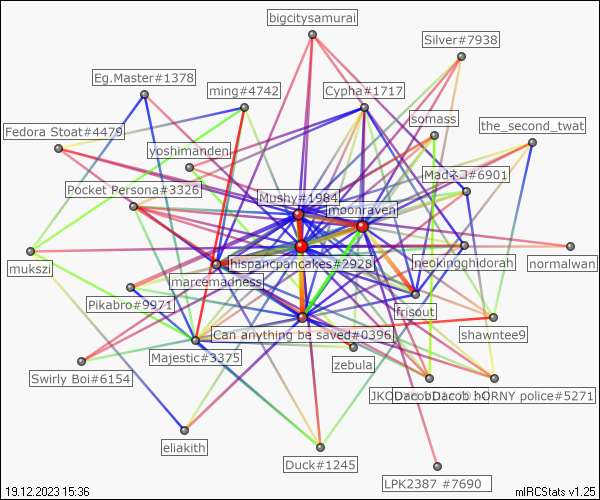 bigcitysamurai
Silver#7938
Eg.Master#1378
ming#4742
Cypha#1717
somass
the_second_twat
Fedora Stoat#4479
yoshimanden
Madネコ#6901
Pocket Persona#3326
Mushy#1984
moonraven
mukszi
hispancpancakes#2928
neokingghidorah
normalwan
marcemadness
Pikabro#9971
frisout
shawntee9
Can anything be saved#0396
Majestic#3375
zebula
Swirly Boi#6154
HORNY police#5271
eliakith
Duck#1245
LPK2387 #7690
19.12.2023 15:36
mIRCStats v1.25